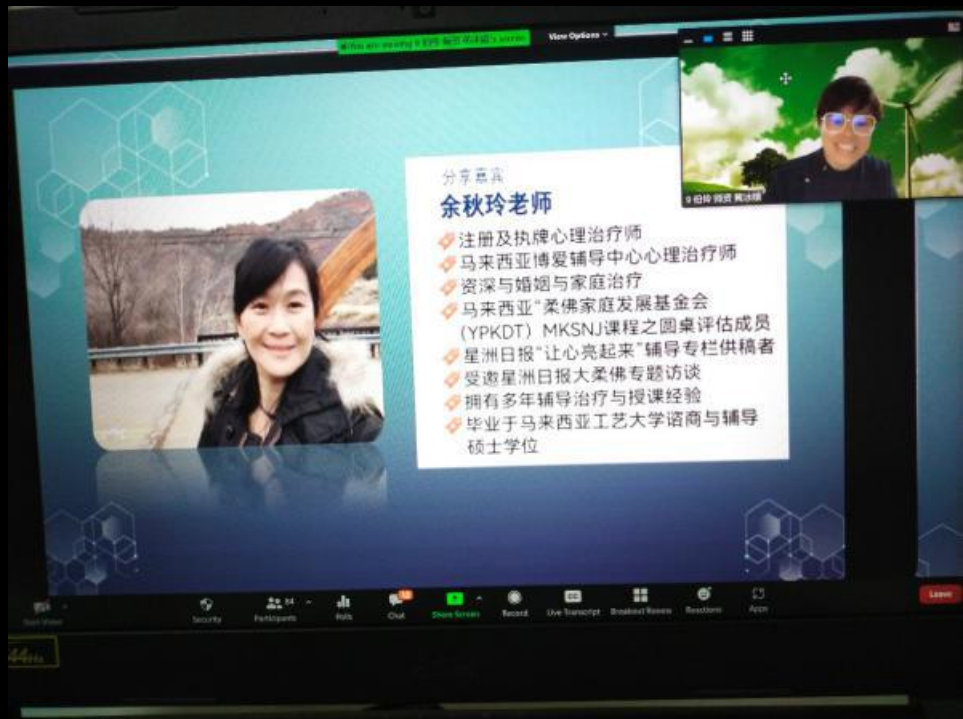 View Options
分享嘉宾
余秋玲老师
注册及执牌心理治疗师
马来西亚博爱辅导中心心理治疗师
资深与婚姻与家庭治疗
马来西亚“柔佛家庭发展基金会
(YPKDT) MKSNJ课程之圆桌评估成员
星洲日报“让心亮起来”辅导专栏供稿者
受邀星洲日报大柔佛专题访谈
拥有多年辅导治疗与授课经验
毕业于马来西亚工艺大学谘商与辅导
硕士学位
Start Video
Security
Participants
Polls
Chat
Share Screen
Record
CC
Live Transcript
Breakout Rooms
Reactions
Apps
Leave
44Hz